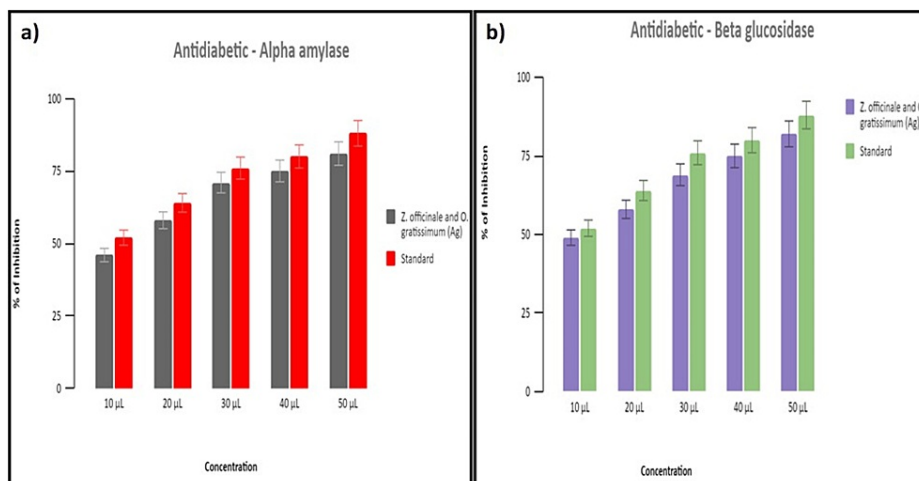 a)
Antidiabetic - Alpha amylase
100
75
50
25
0
% of Inhibition
10 µL
20 µL
30 µL
40 µL
50 µL
Concentration
Z. officinale and O.
gratissimum (Ag)
Standard
b)
Antidiabetic - Beta glucosidase
100
75
50
25
0
% of Inhibition
10 µL
20 µL
30 µL
40 µL
50 µL
Concentration
Z. officinale and O
gratissimum (Ag)
Standard